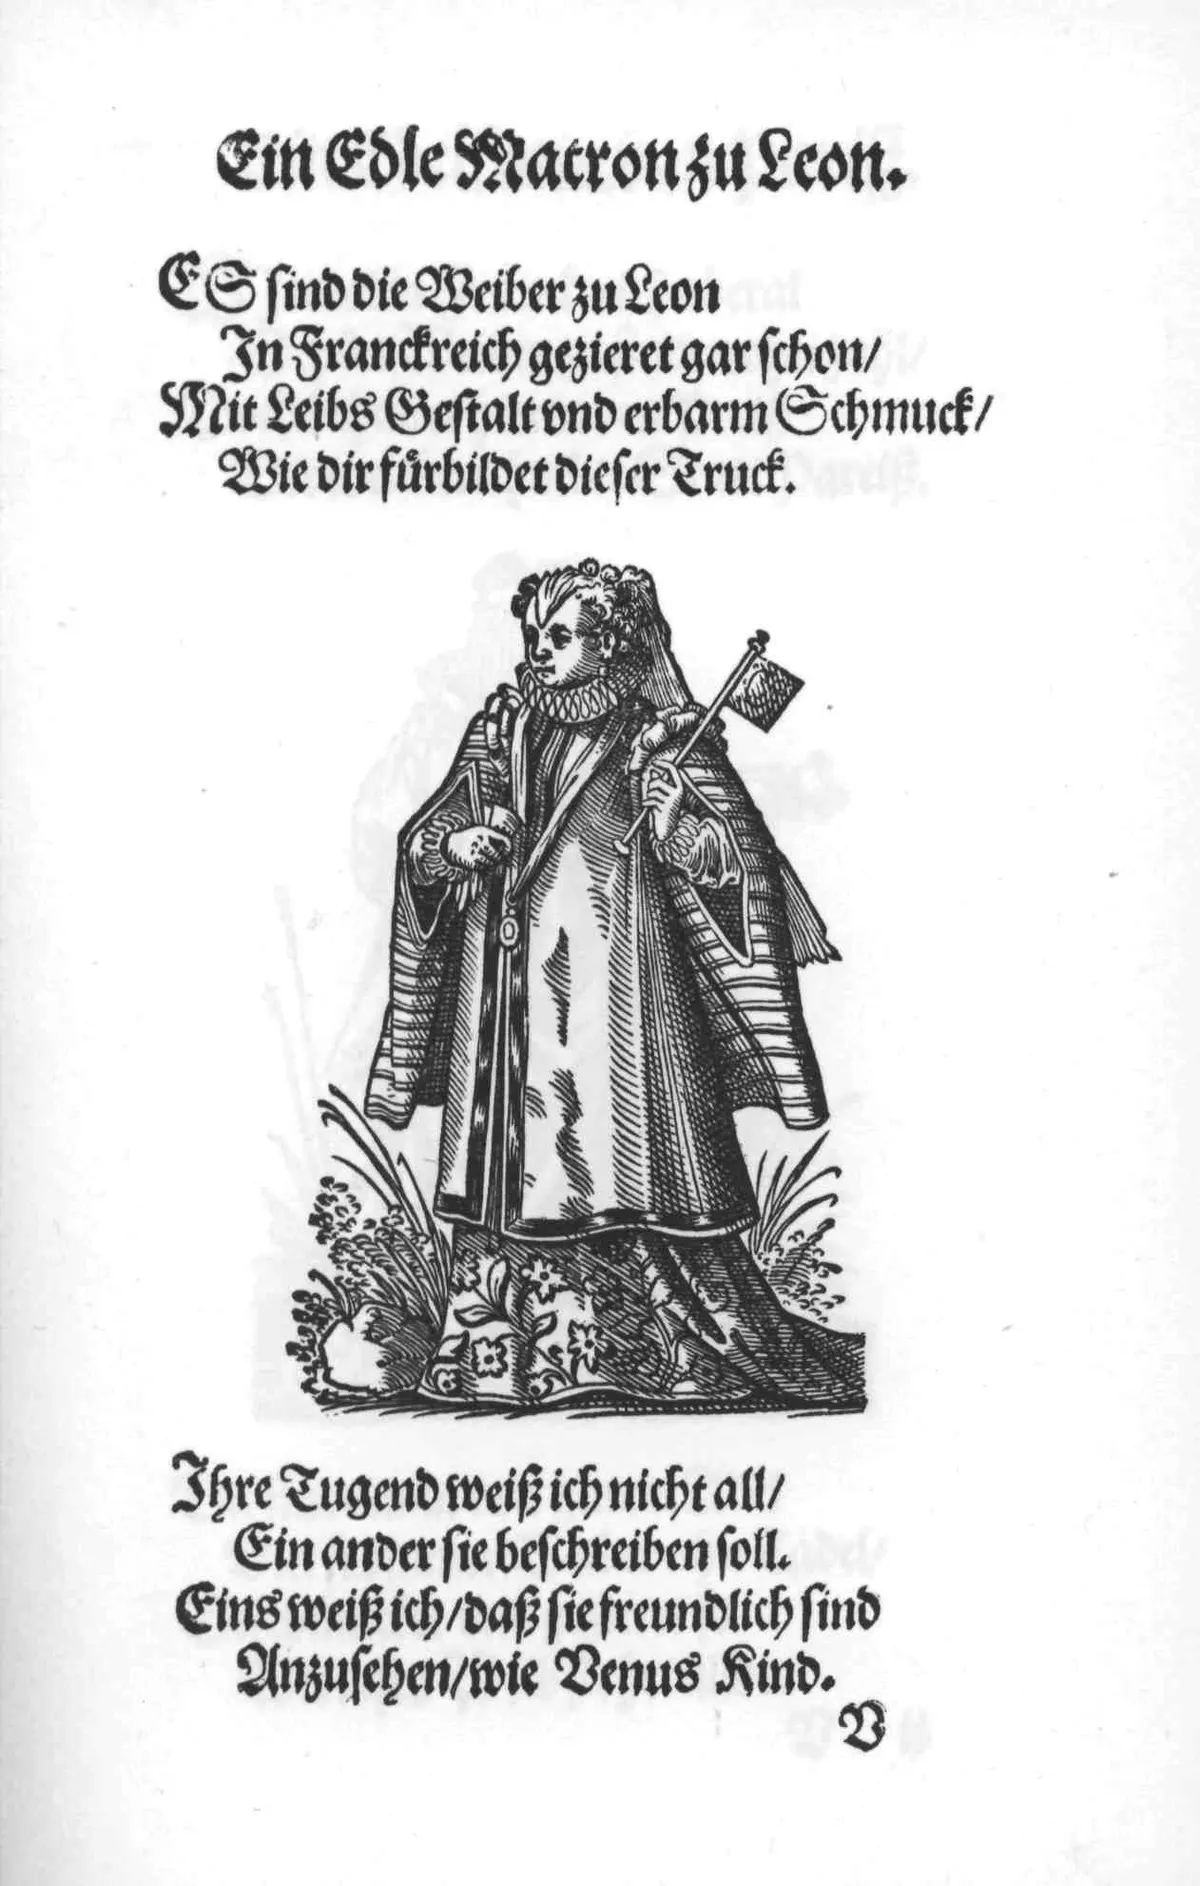 Ein Edle Matron zu Leon.
ES sind die Weiber zu Leon
In Franckreich gezieret gar schon/
Mit Leibs Gestalt vnd erbarm Schmuck/
Wie dir fuͤrbildet dieser Truck.
Ihre Tugend weiß ich nicht all/
Ein ander sie beschreiben soll.
Eins weiß ich/daß sie freundlich sind
Anzusehen/wie Venus Kind.
V